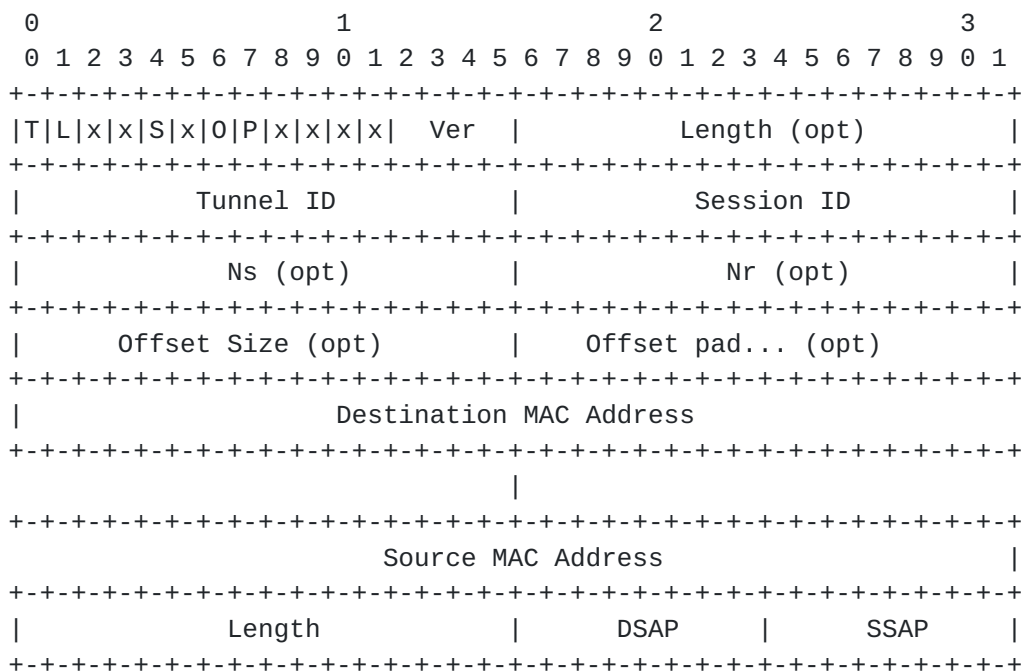 0                   1                   2                   3
 0 1 2 3 4 5 6 7 8 9 0 1 2 3 4 5 6 7 8 9 0 1 2 3 4 5 6 7 8 9 0 1
+-+-+-+-+-+-+-+-+-+-+-+-+-+-+-+-+-+-+-+-+-+-+-+-+-+-+-+-+-+-+-+-+
|T|L|x|x|S|x|O|P|x|x|x|x|  Ver  |          Length (opt)         |
+-+-+-+-+-+-+-+-+-+-+-+-+-+-+-+-+-+-+-+-+-+-+-+-+-+-+-+-+-+-+-+-+
|           Tunnel ID           |           Session ID          |
+-+-+-+-+-+-+-+-+-+-+-+-+-+-+-+-+-+-+-+-+-+-+-+-+-+-+-+-+-+-+-+-+
|             Ns (opt)          |             Nr (opt)          |
+-+-+-+-+-+-+-+-+-+-+-+-+-+-+-+-+-+-+-+-+-+-+-+-+-+-+-+-+-+-+-+-+
|      Offset Size (opt)        |    Offset pad... (opt)
+-+-+-+-+-+-+-+-+-+-+-+-+-+-+-+-+-+-+-+-+-+-+-+-+-+-+-+-+-+-+-+-+
|                    Destination MAC Address
+-+-+-+-+-+-+-+-+-+-+-+-+-+-+-+-+-+-+-+-+-+-+-+-+-+-+-+-+-+-+-+-+
                                |
+-+-+-+-+-+-+-+-+-+-+-+-+-+-+-+-+-+-+-+-+-+-+-+-+-+-+-+-+-+-+-+-+
                        Source MAC Address                      |
+-+-+-+-+-+-+-+-+-+-+-+-+-+-+-+-+-+-+-+-+-+-+-+-+-+-+-+-+-+-+-+-+
|             Length            |      DSAP     |      SSAP     |
+-+-+-+-+-+-+-+-+-+-+-+-+-+-+-+-+-+-+-+-+-+-+-+-+-+-+-+-+-+-+-+-+